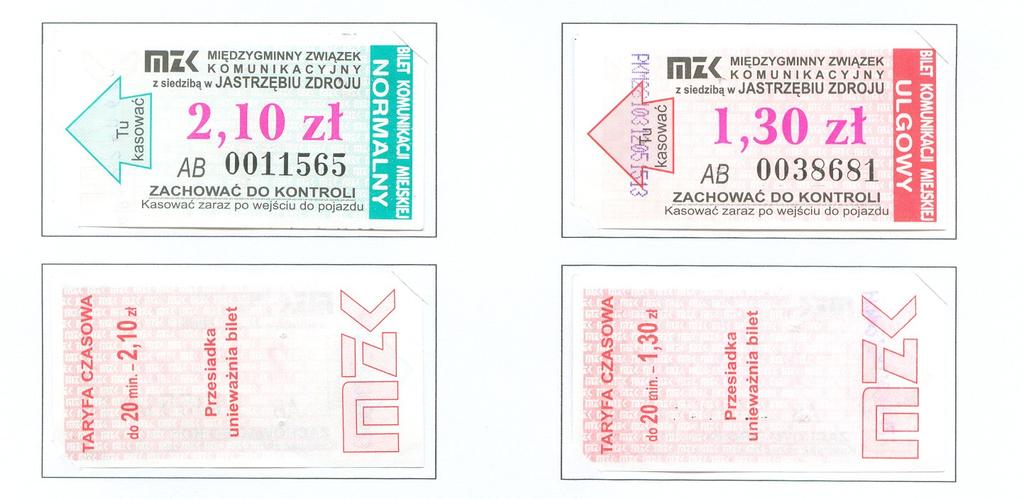 MZK MIĘDZYGMINNY ZWIĄZEK
KOMUNIKACYJNY
z siedzibą w JASTRZĘBIU ZDROJU
Tu
kasować
2,10 zł
AB 0011565
ZACHOWAĆ DO KONTROLI
Kasować zaraz po wejściu do pojazdu
BILET KOMUNIKACJI MIEJSKIEJ
NORMALNY
MZK MIĘDZYGMINNY ZWIĄZEK
KOMUNIKACYJNY
z siedzibą w JASTRZĘBIU ZDROJU
Tu
kasować
1,30 zł
AB 0038681
ZACHOWAĆ DO KONTROLI
Kasować zaraz po wejściu do pojazdu
BILET KOMUNIKACJI MIEJSKIEJ
ULGOWY
TARYFA CZASOWA
do 20 min. – 2,10 zł
Przesiadka
unieważnia bilet
MZK
TARYFA CZASOWA
do 20 min. – 1,30 zł
Przesiadka
unieważnia bilet
MZK